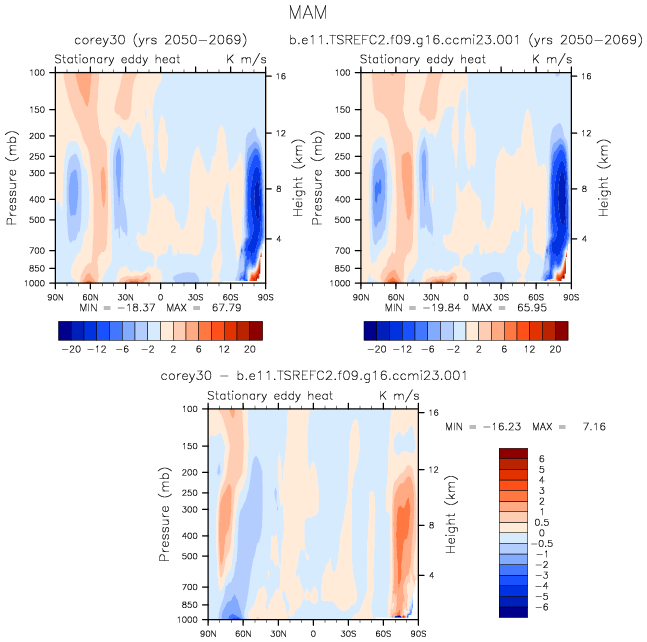 MAM
corey30 (yrs 2050-2069)
b.e11.TSREFC2.f09.g16.ccmi23.001 (yrs 2050-2069)
Stationary eddy heat K m/s
Stationary eddy heat K m/s
Pressure (mb)
100
150
200
250
300
400
500
700
850
1000
16
12
8
4
Height (km)
90N 60N 30N 0 30S 60S 90S
MIN = -18.37 MAX = 67.79
-20 -12 -6 -2 2 6 12 20
Pressure (mb)
100
150
200
250
300
400
500
700
850
1000
16
12
8
4
Height (km)
90N 60N 30N 0 30S 60S 90S
MIN = -19.84 MAX = 65.95
-20 -12 -6 -2 2 6 12 20
corey30 - b.e11.TSREFC2.f09.g16.ccmi23.001
Stationary eddy heat K m/s
Pressure (mb)
100
150
200
250
300
400
500
700
850
1000
16
12
8
4
Height (km)
90N 60N 30N 0 30S 60S 90S
MIN = -16.23 MAX = 7.16
6
5
4
3
2
1
0.5
0
-0.5
-1
-2
-3
-4
-5
-6